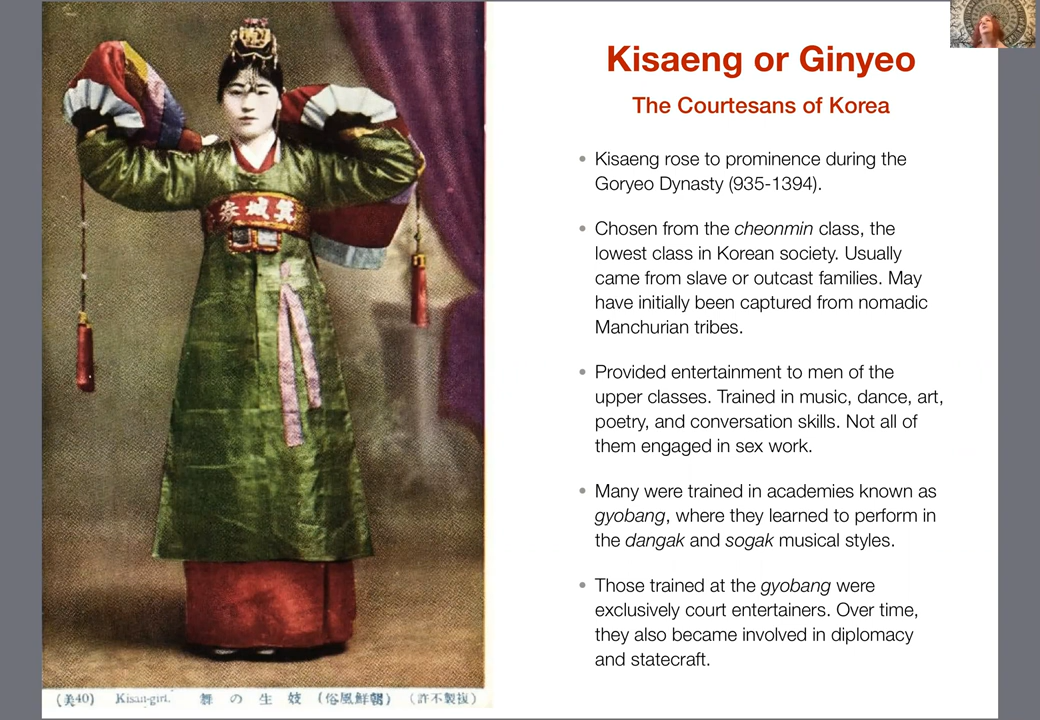 Kisaeng or Ginyeo
The Courtesans of Korea
• Kisaeng rose to prominence during the
Goryeo Dynasty (935-1394).
• Chosen from the cheonmin class, the
lowest class in Korean society. Usually
came from slave or outcast families. May
have initially been captured from nomadic
Manchurian tribes.
• Provided entertainment to men of the
upper classes. Trained in music, dance, art,
poetry, and conversation skills. Not all of
them engaged in sex work.
• Many were trained in academies known as
gyobang, where they learned to perform in
the dangak and sogak musical styles.
• Those trained at the gyobang were
exclusively court entertainers. Over time,
they also became involved in diplomacy
and statecraft.
券城箕
(美40) Kisan-girl. 舞の生妓 (俗風鮮朝) (許不製複)